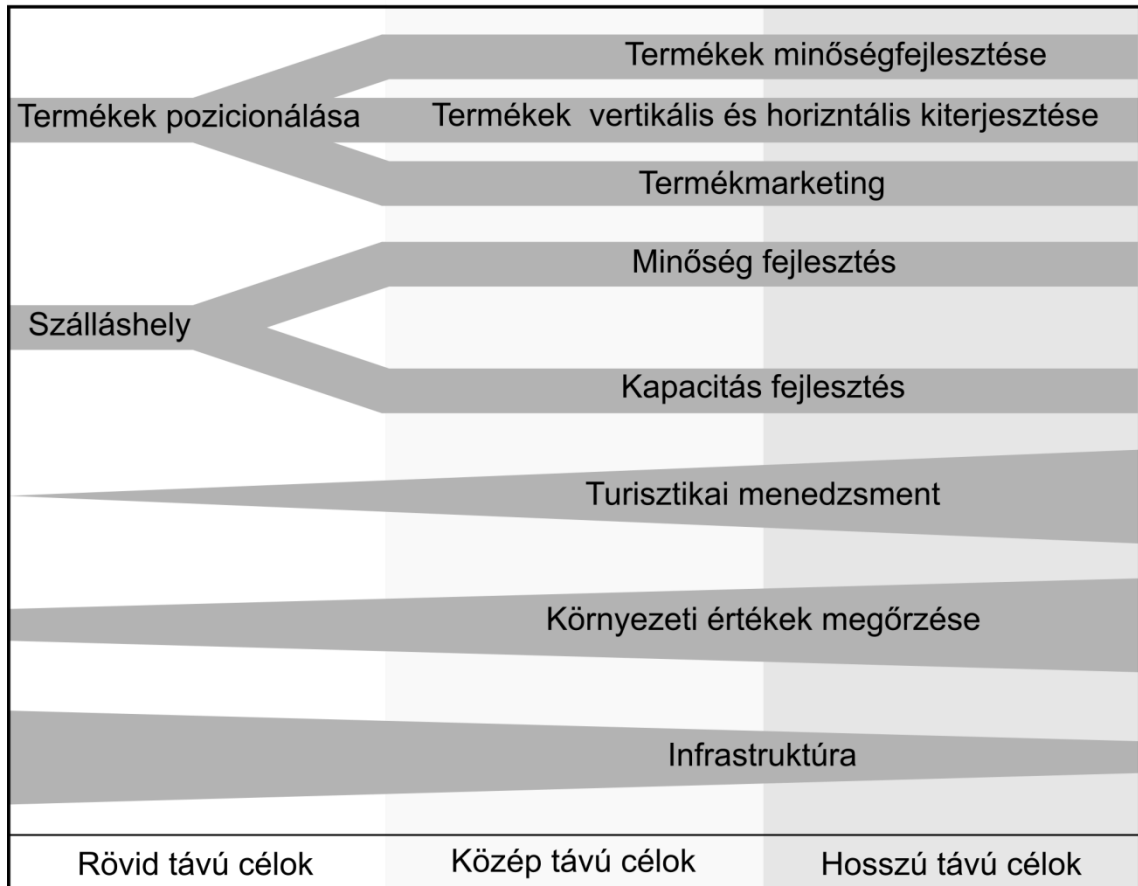 Termékek minőségfejlesztése
Termékek pozicionálása
Termékek vertikális és horizntális kiterjesztése
Termékmarketing
Minőség fejlesztés
Szálláshely
Kapacitás fejlesztés
Turisztikai menedzsment
Környezeti értékek megőrzése
Infrastruktúra
Rövid távú célok
Közép távú célok
Hosszú távú célok